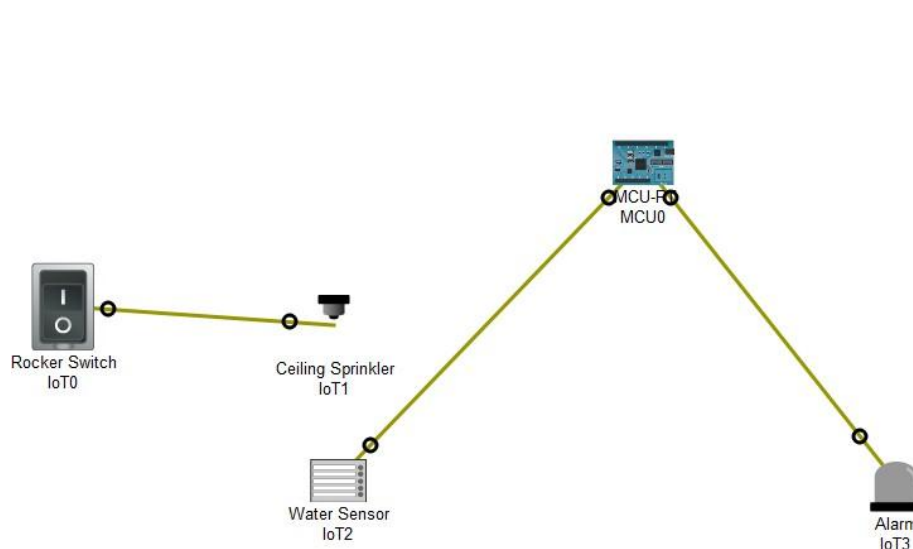 MCU-P
MCU0
Rocker Switch
IoT0
Ceiling Sprinkler
IoT1
Water Sensor
IoT2
Alarm
IoT3